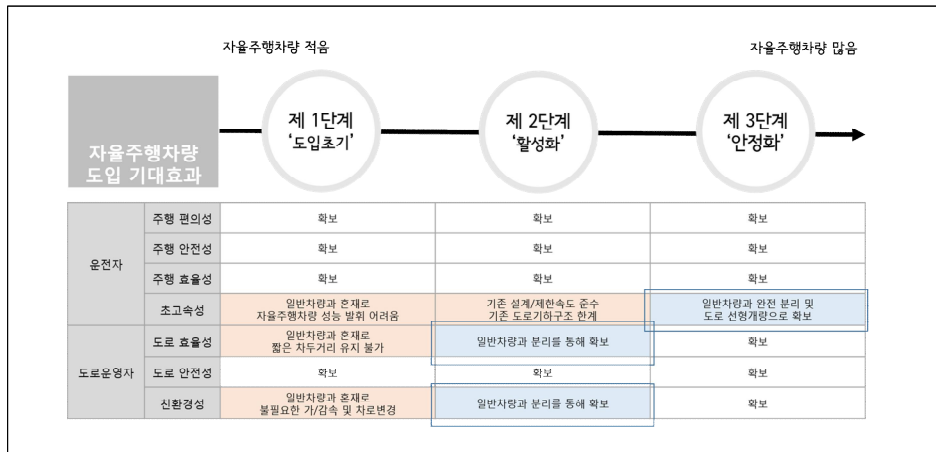 자율주행차량 적음
자율주행차량 많음
자율주행차량
도입 기대효과
제 1단계
'도입초기'
제 2단계
'활성화'
제 3단계
'안정화'
운전자
주행 편의성
확보
확보
확보
주행 안전성
확보
확보
확보
주행 효율성
확보
확보
확보
초고속성
일반차량과 혼재로
자율주행차량 성능 발휘 어려움
기존 설계/제한속도 준수
기존 도로기하구조 한계
일반차량과 완전 분리 및
도로 선형개량으로 확보
도로운영자
도로 효율성
일반차량과 혼재로
짧은 차두거리 유지 불가
일반차량과 분리를 통해 확보
확보
도로 안전성
확보
확보
확보
신환경성
일반차량과 혼재로
불필요한 가/감속 및 차로변경
일반사랑과 분리를 통해 확보
확보